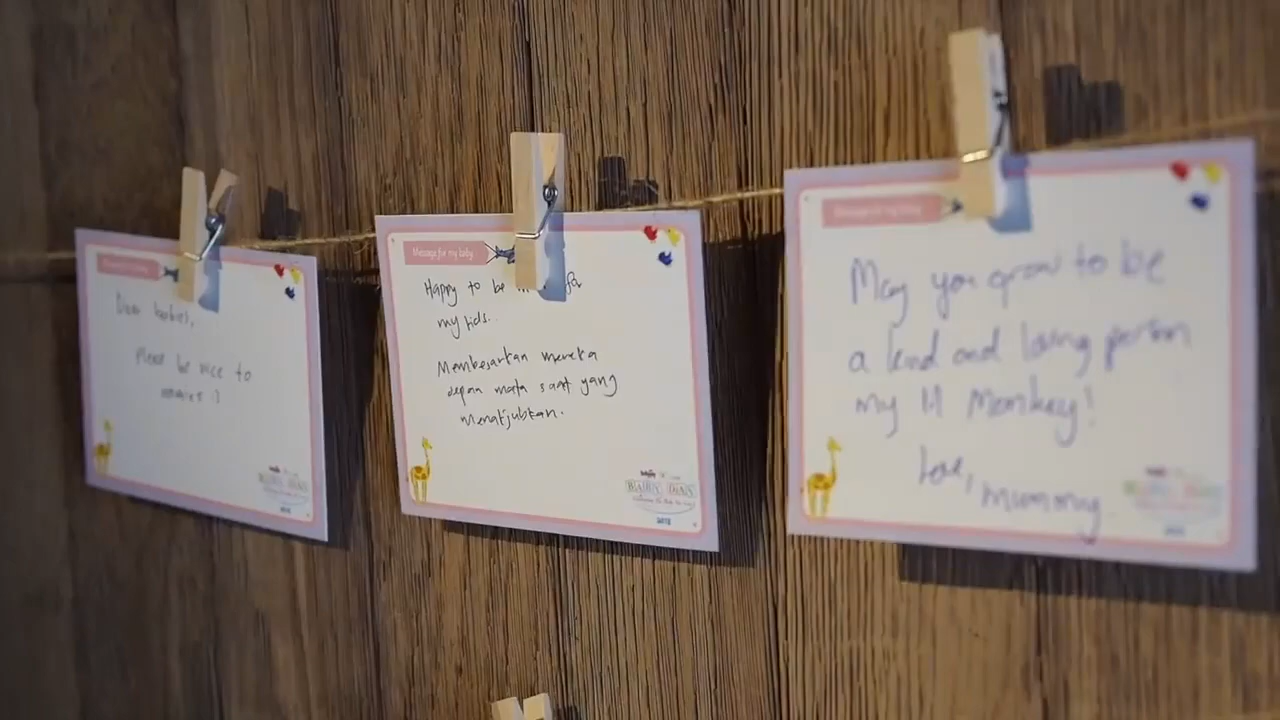 Dear babies,
Please be nice to
Message for my baby
Happy to be for
my kids..
Membesarkan mereka
depan mata saat yang
menakjubkan.
BABY DAY
May you grow to be
a kind and loving person
my lil Monkey!
Love, Mummy